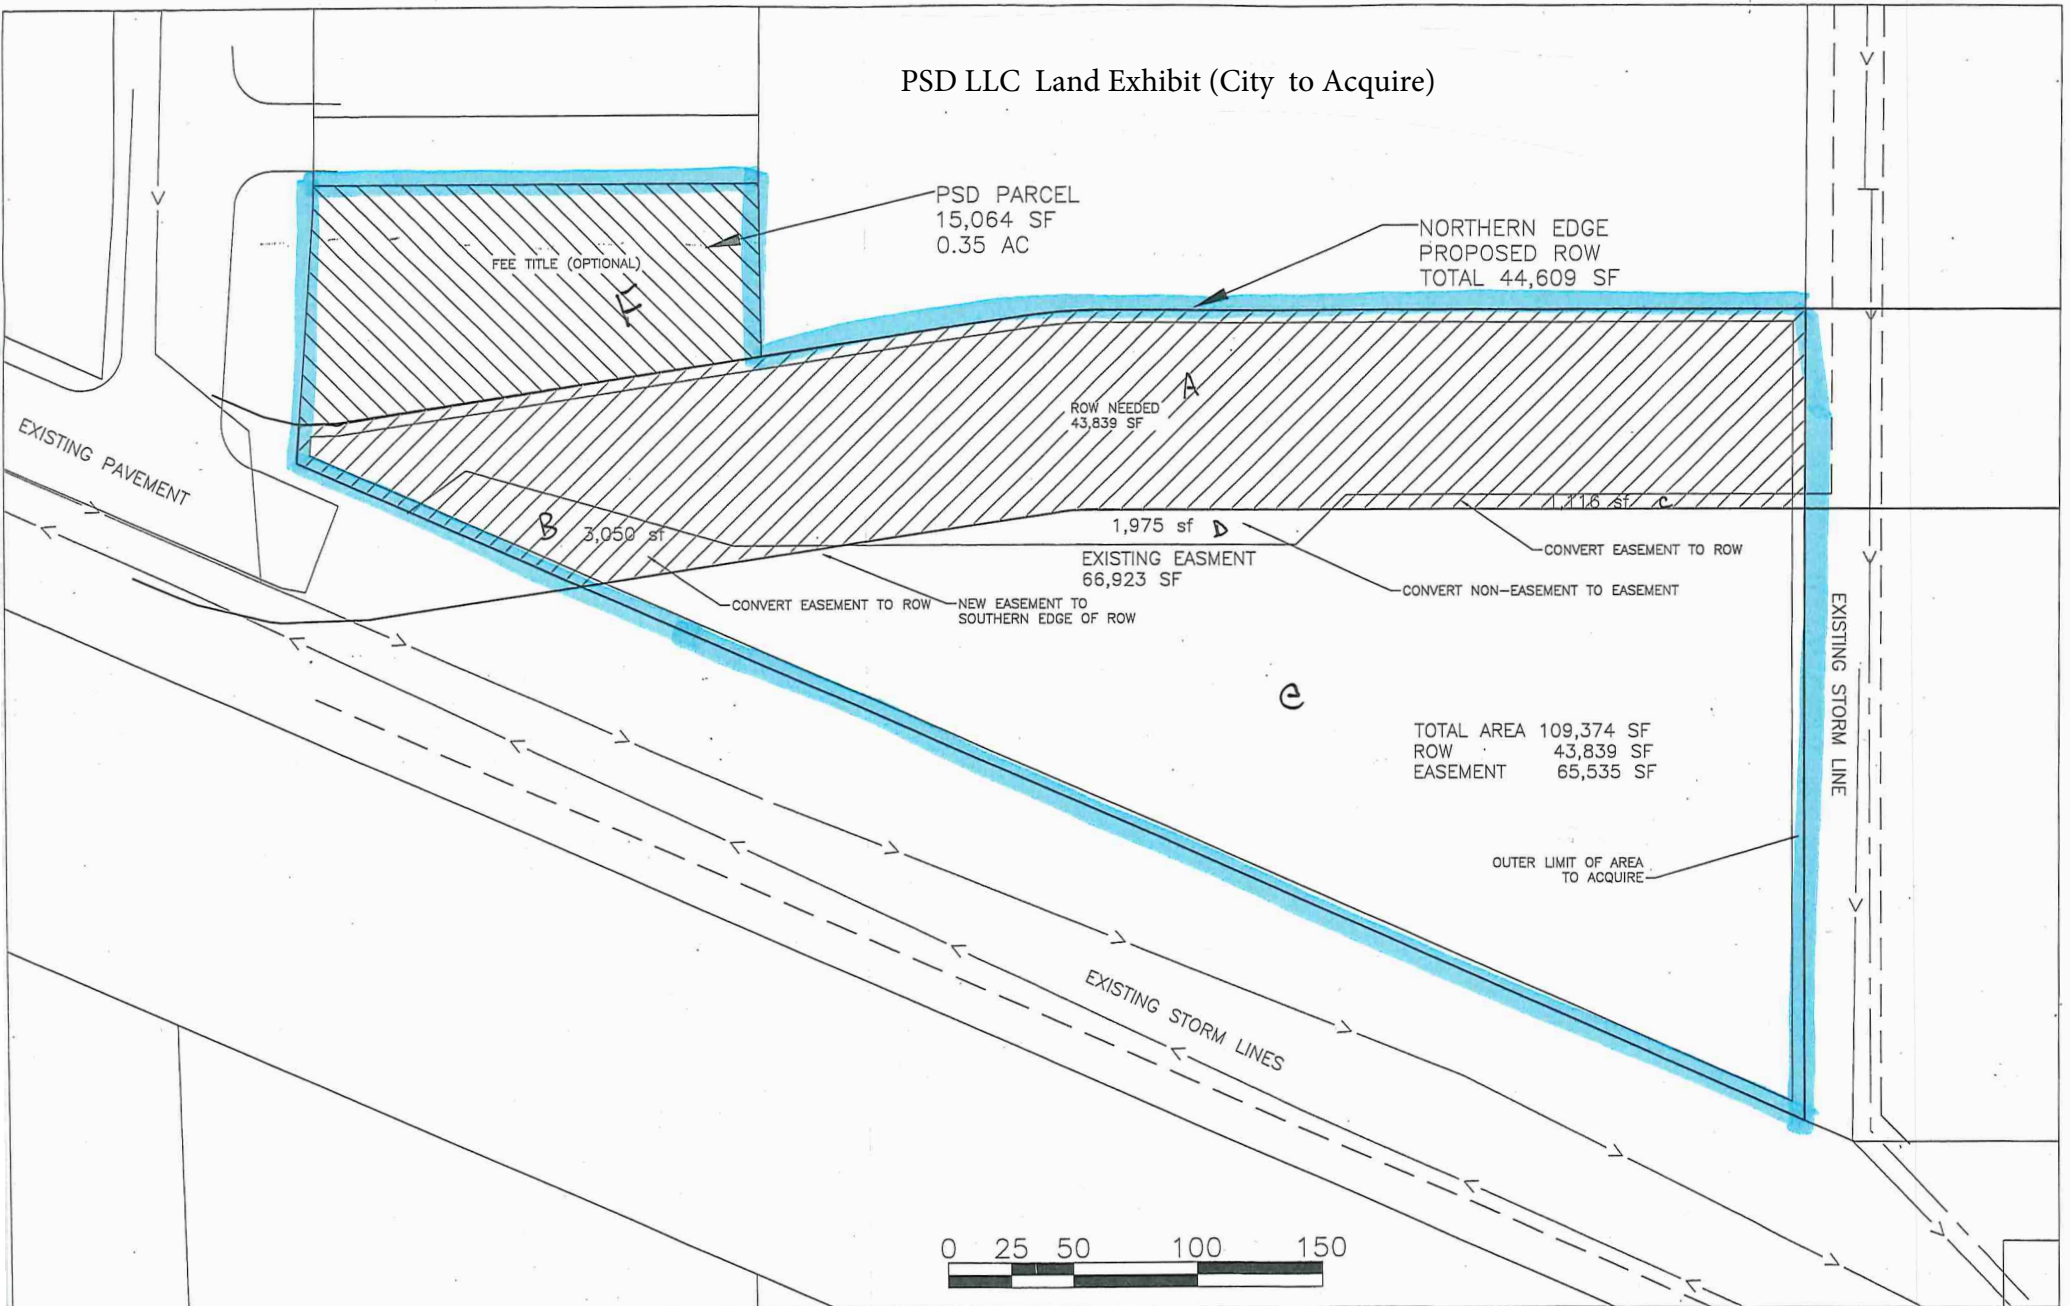 PSD LLC Land Exhibit (City to Acquire)
PSD PARCEL
15,064 SF
0.35 AC
NORTHERN EDGE
PROPOSED ROW
TOTAL 44,609 SF
FEE TITLE (OPTIONAL)
A
ROW NEEDED
43,839 SF
EXISTING PAVEMENT
B
3,050 sf
1,975 sf D
1,116 sf C
EXISTING EASMENT
66,923 SF
CONVERT EASEMENT TO ROW
CONVERT NON-EASEMENT TO EASEMENT
CONVERT EASEMENT TO ROW
NEW EASEMENT TO
SOUTHERN EDGE OF ROW
EXISTING STORM LINE
e
TOTAL AREA 109,374 SF
ROW 43,839 SF
EASEMENT 65,535 SF
OUTER LIMIT OF AREA
TO ACQUIRE
EXISTING STORM LINES
0 25 50 100 150